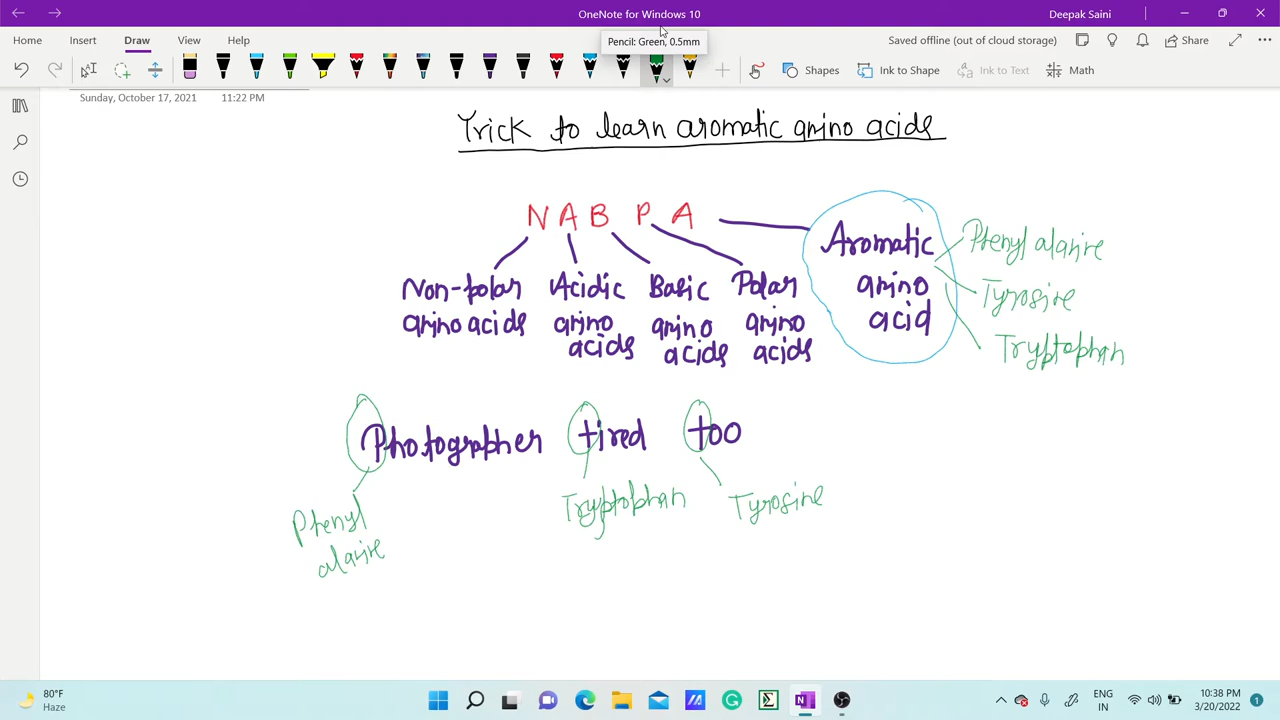 OneNote for Windows 10
Deepak Saini
Home Insert Draw View Help
Pencil: Green, 0.5mm
Saved offline (out of cloud storage)
Share
Shapes
Ink to Shape
Ink to Text
Math
Sunday, October 17, 2021 11:22 PM
Trick to learn aromatic amino acids
N A B P A
Non-polar amino acids
Acidic amino acids
Basic amino acids
Polar amino acids
Aromatic amino acid
Phenyl alanine
Tyrosine
Tryptophan
Photographer tired too
Phenyl alanine
Tryptophan
Tyrosine
80°F
Haze
ENG
IN
10:38 PM
3/20/2022
1